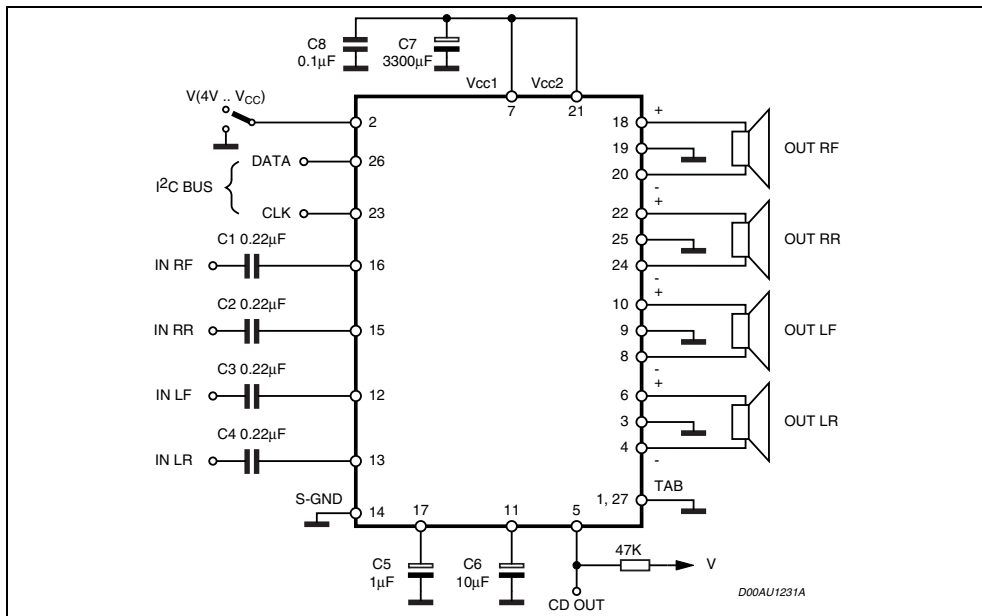 C8
0.1μF
C7
3300μF
Vcc1
Vcc2
7
21
V(4V .. VCC)
2
DATA
26
I2C BUS
CLK
23
C1 0.22μF
IN RF
16
C2 0.22μF
IN RR
15
C3 0.22μF
IN LF
12
C4 0.22μF
IN LR
13
S-GND
14
17
11
5
C5
1μF
C6
10μF
CD OUT
47K
V
18
+
19
20
-
OUT RF
22
+
25
24
-
OUT RR
10
+
9
8
-
OUT LF
6
+
3
4
-
OUT LR
TAB
1, 27
D00AU1231A